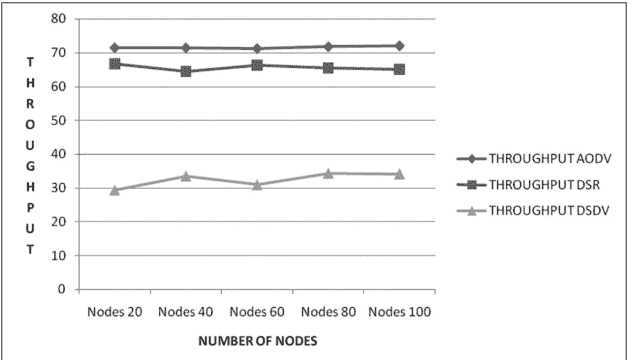 80
70
60
50
40
30
20
10
0
THROUGHPUT
Nodes 20 Nodes 40 Nodes 60 Nodes 80 Nodes 100
NUMBER OF NODES
THROUGHPUT AODV
THROUGHPUT DSR
THROUGHPUT DSDV